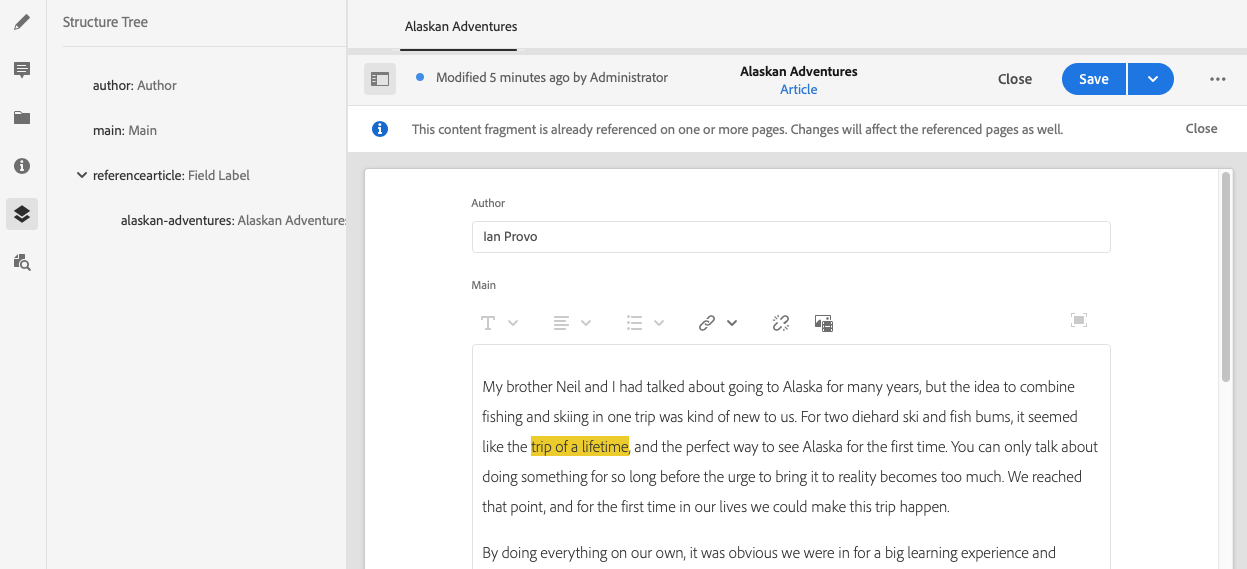 Structure Tree
author: Author
main: Main
referencearticle: Field Label
alaskan-adventures: Alaskan Adventures
Alaskan Adventures
Modified 5 minutes ago by Administrator
Alaskan Adventures
Article
Close
Save
This content fragment is already referenced on one or more pages. Changes will affect the referenced pages as well.
Close
Author
Ian Provo
Main
My brother Neil and I had talked about going to Alaska for many years, but the idea to combine
fishing and skiing in one trip was kind of new to us. For two diehard ski and fish bums, it seemed
like the trip of a lifetime, and the perfect way to see Alaska for the first time. You can only talk about
doing something for so long before the urge to bring it to reality becomes too much. We reached
that point, and for the first time in our lives we could make this trip happen.
By doing everything on our own, it was obvious we were in for a big learning experience and